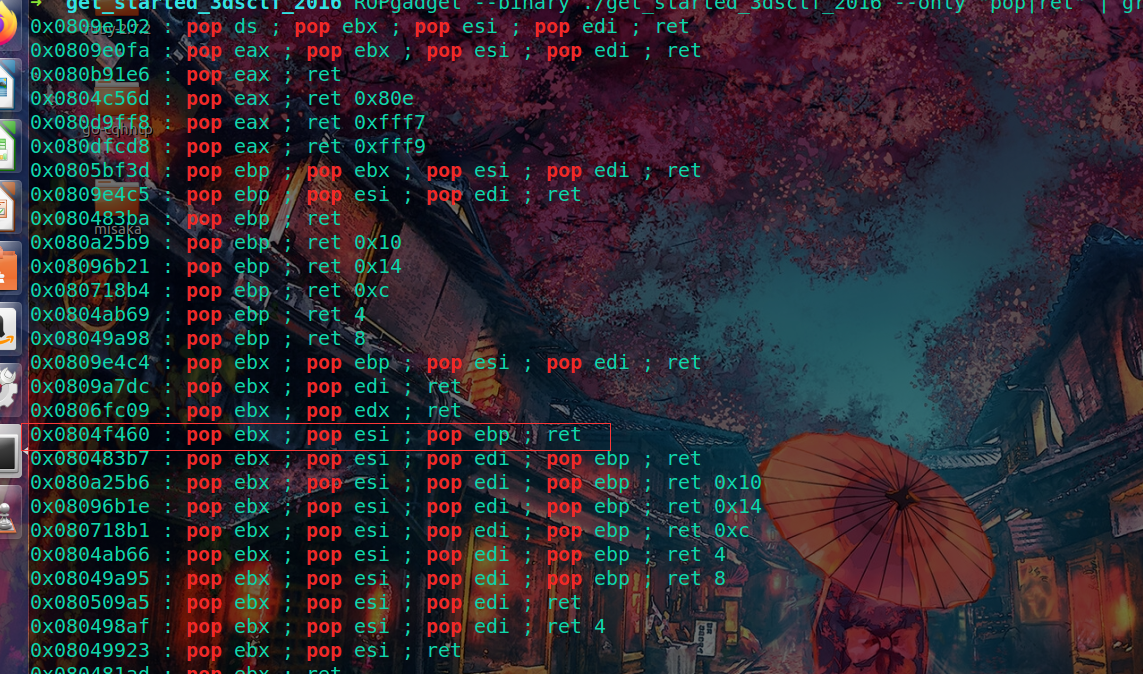 → get_started_3dsctf_2016 ROPgadget --binary ./get_started_3dsctf_2016 --only "pop|ret" | gr
0x0809e102 : pop ds ; pop ebx ; pop esi ; pop edi ; ret
0x0809e0fa : pop eax ; pop ebx ; pop esi ; pop edi ; ret
0x080b91e6 : pop eax ; ret
0x0804c56d : pop eax ; ret 0x80e
0x080d9ff8 : pop eax ; ret 0xfff7
0x080dfcd8 : pop eax ; ret 0xfff9
0x0805bf3d : pop ebp ; pop ebx ; pop esi ; pop edi ; ret
0x0809e4c5 : pop ebp ; pop esi ; pop edi ; ret
0x080483ba : pop ebp ; ret
misaka
0x080a25b9 : pop ebp ; ret 0x10
0x08096b21 : pop ebp ; ret 0x14
0x080718b4 : pop ebp ; ret 0xc
0x0804ab69 : pop ebp ; ret 4
0x08049a98 : pop ebp ; ret 8
0x0809e4c4 : pop ebx ; pop ebp ; pop esi ; pop edi ; ret
0x0809a7dc : pop ebx ; pop edi ; ret
0x0806fc09 : pop ebx ; pop edx ; ret
0x0804f460 : pop ebx ; pop esi ; pop ebp ; ret
0x080483b7 : pop ebx ; pop esi ; pop edi ; pop ebp ; ret
0x080a25b6 : pop ebx ; pop esi ; pop edi ; pop ebp ; ret 0x10
0x08096b1e : pop ebx ; pop esi ; pop edi ; pop ebp ; ret 0x14
0x080718b1 : pop ebx ; pop esi ; pop edi ; pop ebp ; ret 0xc
0x0804ab66 : pop ebx ; pop esi ; pop edi ; pop ebp ; ret 4
0x08049a95 : pop ebx ; pop esi ; pop edi ; pop ebp ; ret 8
0x080509a5 : pop ebx ; pop esi ; pop edi ; ret
0x080498af : pop ebx ; pop esi ; pop edi ; ret 4
0x08049923 : pop ebx ; pop esi ; ret
0x080481ad : pop ebx ; ret